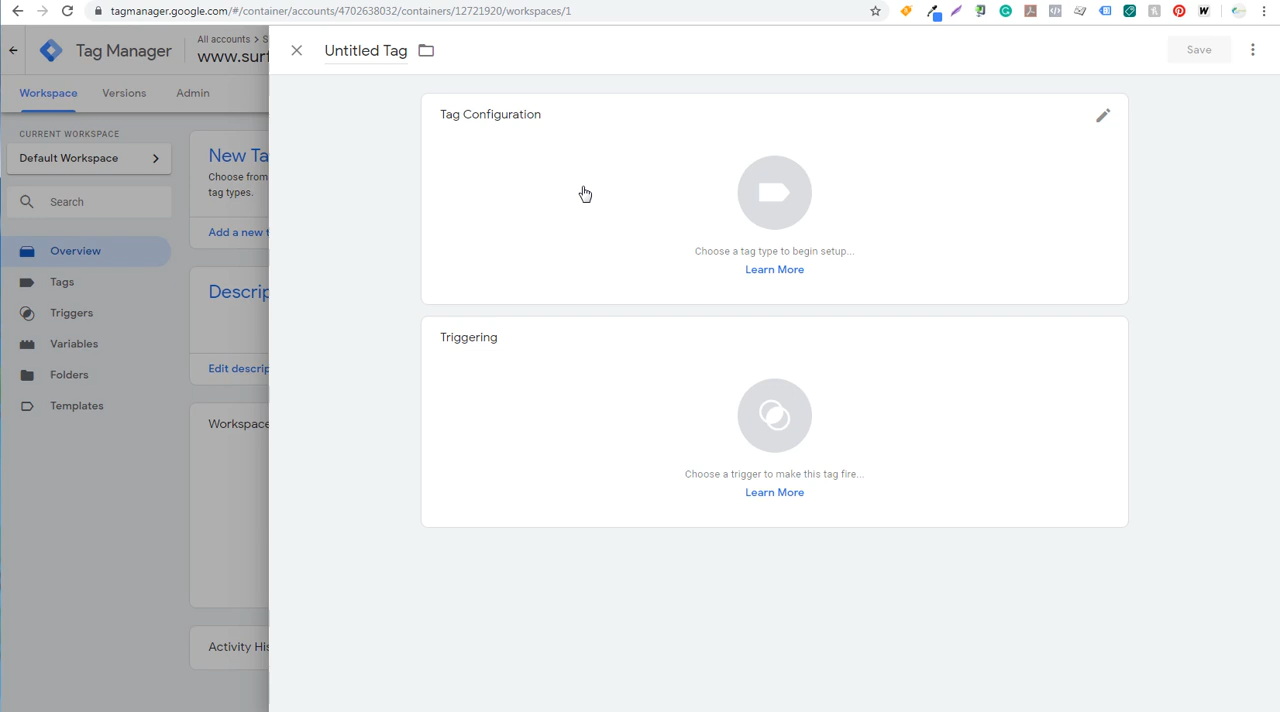 tagmanager.google.com/#/container/accounts/4702638032/containers/12721920/workspaces/1
Tag Manager
All accounts > S
www.surf
Untitled Tag
Save
Workspace
Versions
Admin
CURRENT WORKSPACE
Default Workspace
Search
Overview
Tags
Triggers
Variables
Folders
Templates
New Ta
Choose from
tag types.
Add a new t
Descrip
Edit descrip
Workspace
Activity His
Tag Configuration
Choose a tag type to begin setup...
Learn More
Triggering
Choose a trigger to make this tag fire...
Learn More